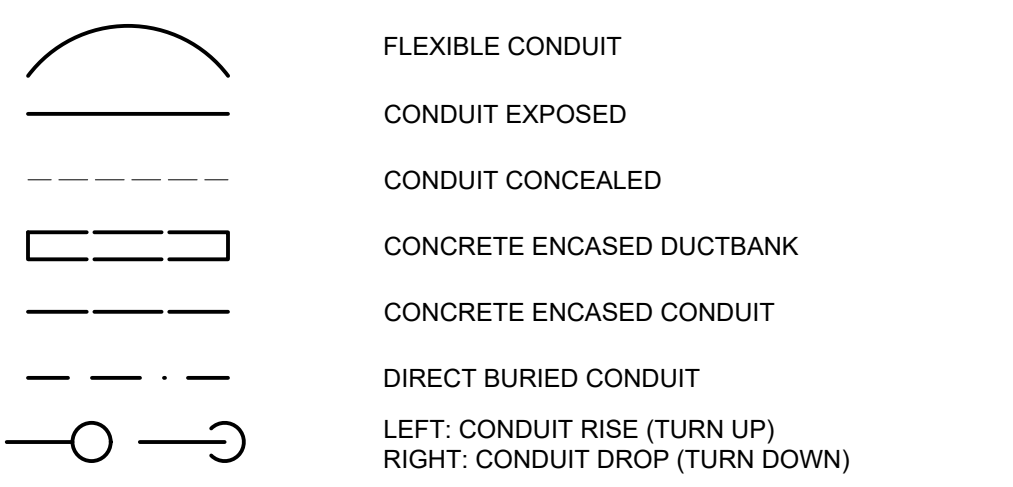 FLEXIBLE CONDUIT
CONDUIT EXPOSED
CONDUIT CONCEALED
CONCRETE ENCASED DUCTBANK
CONCRETE ENCASED CONDUIT
DIRECT BURIED CONDUIT
LEFT: CONDUIT RISE (TURN UP)
RIGHT: CONDUIT DROP (TURN DOWN)